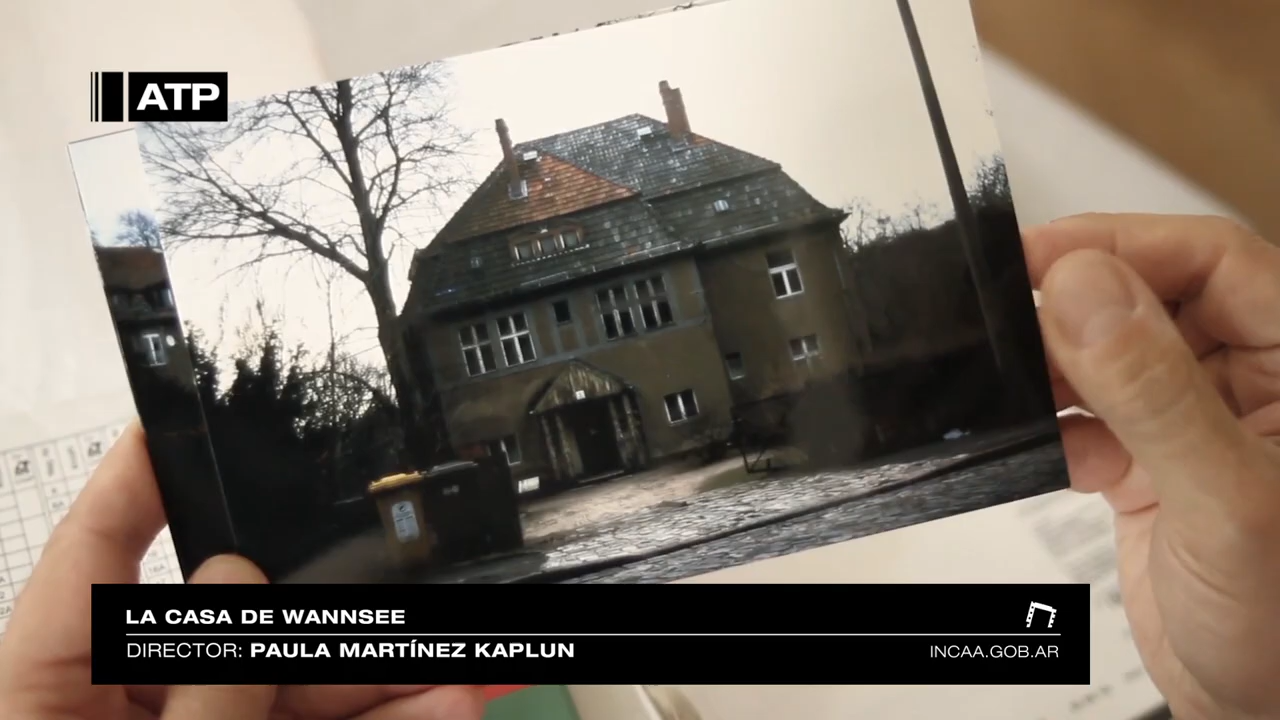 ATP
LA CASA DE WANNSEE
DIRECTOR: PAULA MARTÍNEZ KAPLUN
INCAA.GOB.AR